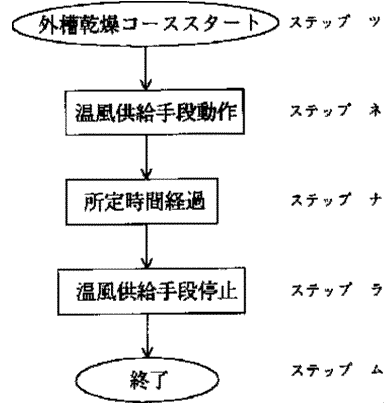 外槽乾燥コーススタート ステップ ツ
温風供給手段動作 ステップ ネ
所定時間経過 ステップ ナ
温風供給手段停止 ステップ ラ
終了 ステップ ム